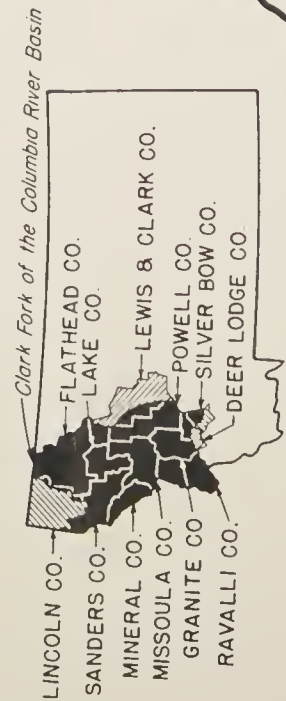 Clark Fork of the Columbia River Basin
LINCOLN CO.
FLATHEAD CO.
LAKE CO.
SANDERS CO.
LEWIS & CLARK CO.
MINERAL CO.
MISSOULA CO.
POWELL CO.
SILVER BOW CO.
GRANITE CO
DEER LODGE CO.
RAVALLI CO.